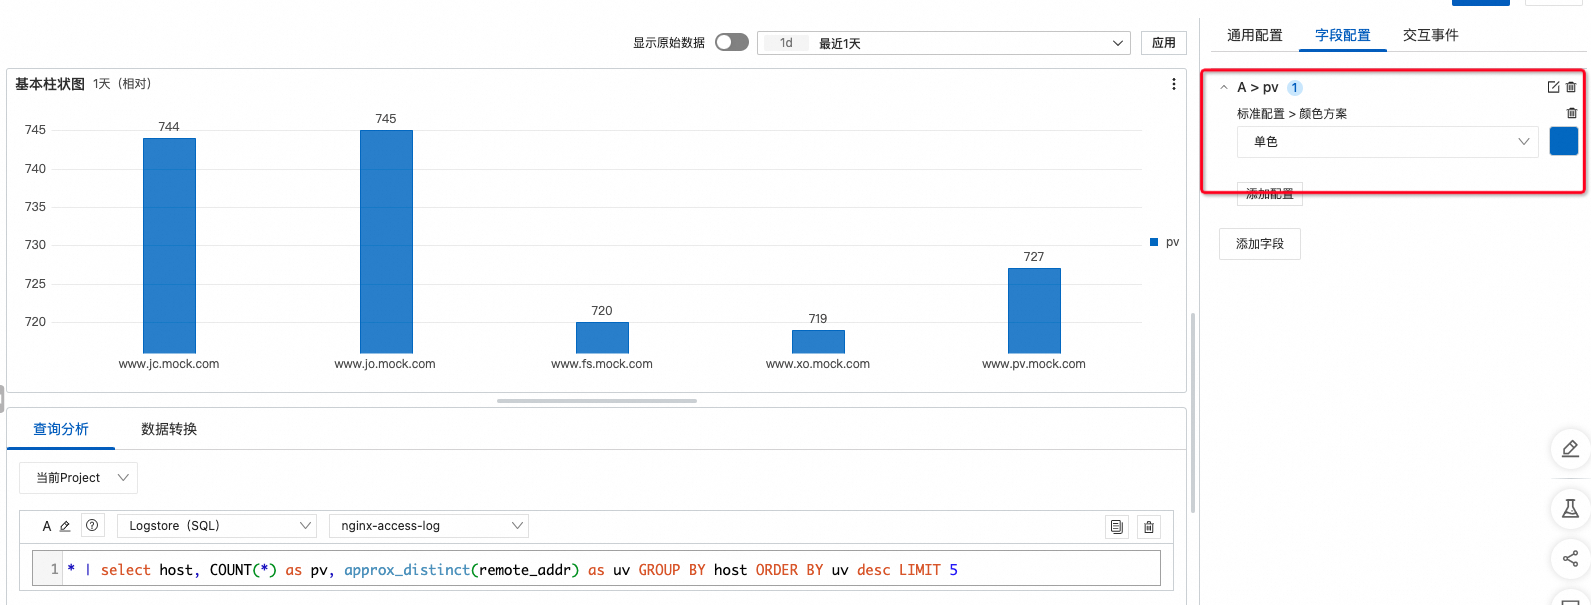 显示原始数据 1d 最近1天 应用
通用配置 字段配置 交互事件
基本柱状图 1天（相对）
745
740
735
730
725
720
744
745
720
719
727
www.jc.mock.com www.jo.mock.com www.fs.mock.com www.xo.mock.com www.pv.mock.com
pv
A > pv 1
标准配置 > 颜色方案
单色
添加配置
添加字段
查询分析 数据转换
当前Project
A Logstore（SQL） nginx-access-log
1 * | select host, COUNT(*) as pv, approx_distinct(remote_addr) as uv GROUP BY host ORDER BY uv desc LIMIT 5